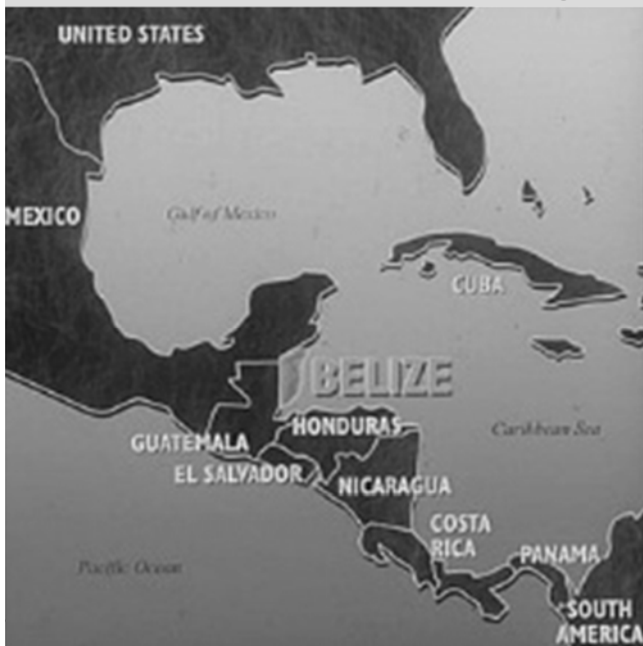 UNITED STATES
MEXICO
Gulf of Mexico
CUBA
BELIZE
HONDURAS
Caribbean Sea
GUATEMALA
EL SALVADOR
NICARAGUA
COSTA
RICA
PANAMA
Pacific Ocean
SOUTH
AMERICA